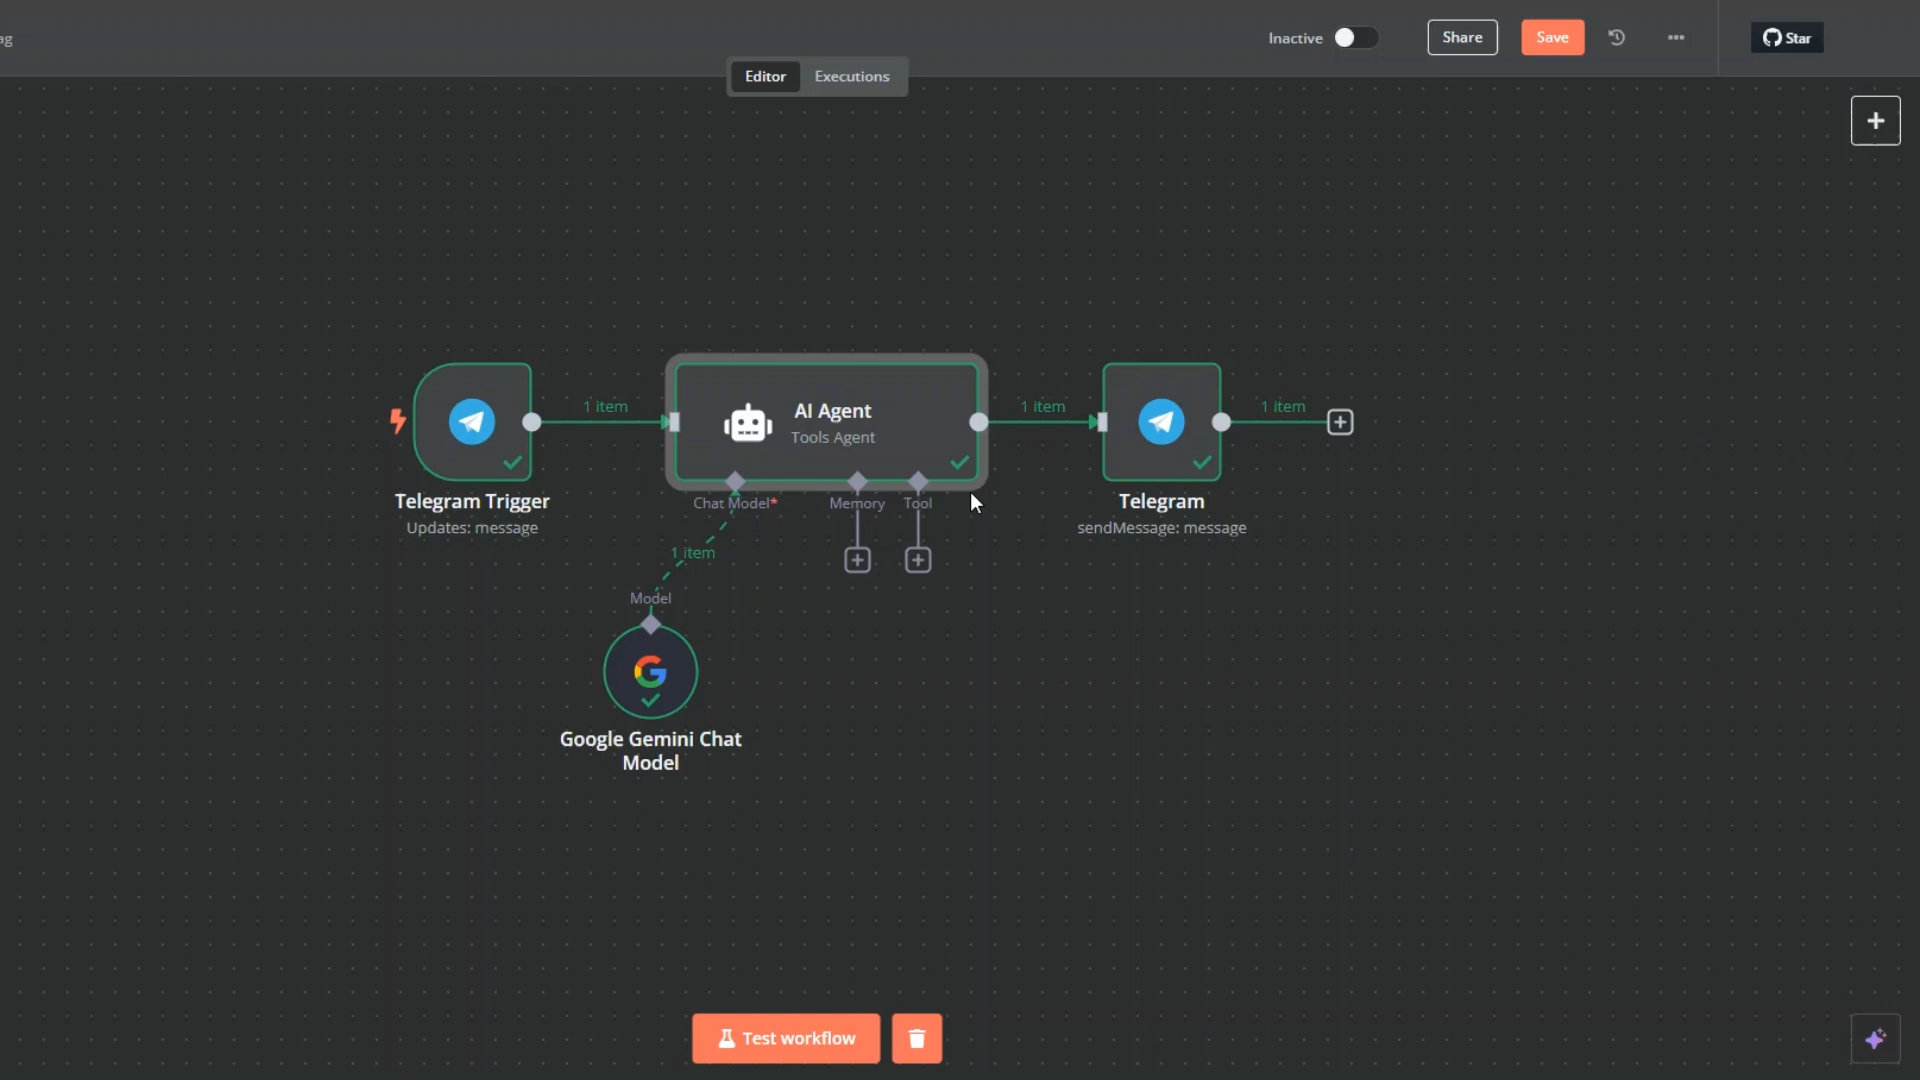 Inactive
Share
Save
Star
Editor
Executions
1 item
AI Agent
Tools Agent
1 item
1 item
Chat Model*
Memory
Tool
Telegram Trigger
Updates: message
Telegram
sendMessage: message
1 item
Model
Google Gemini Chat
Model
Test workflow